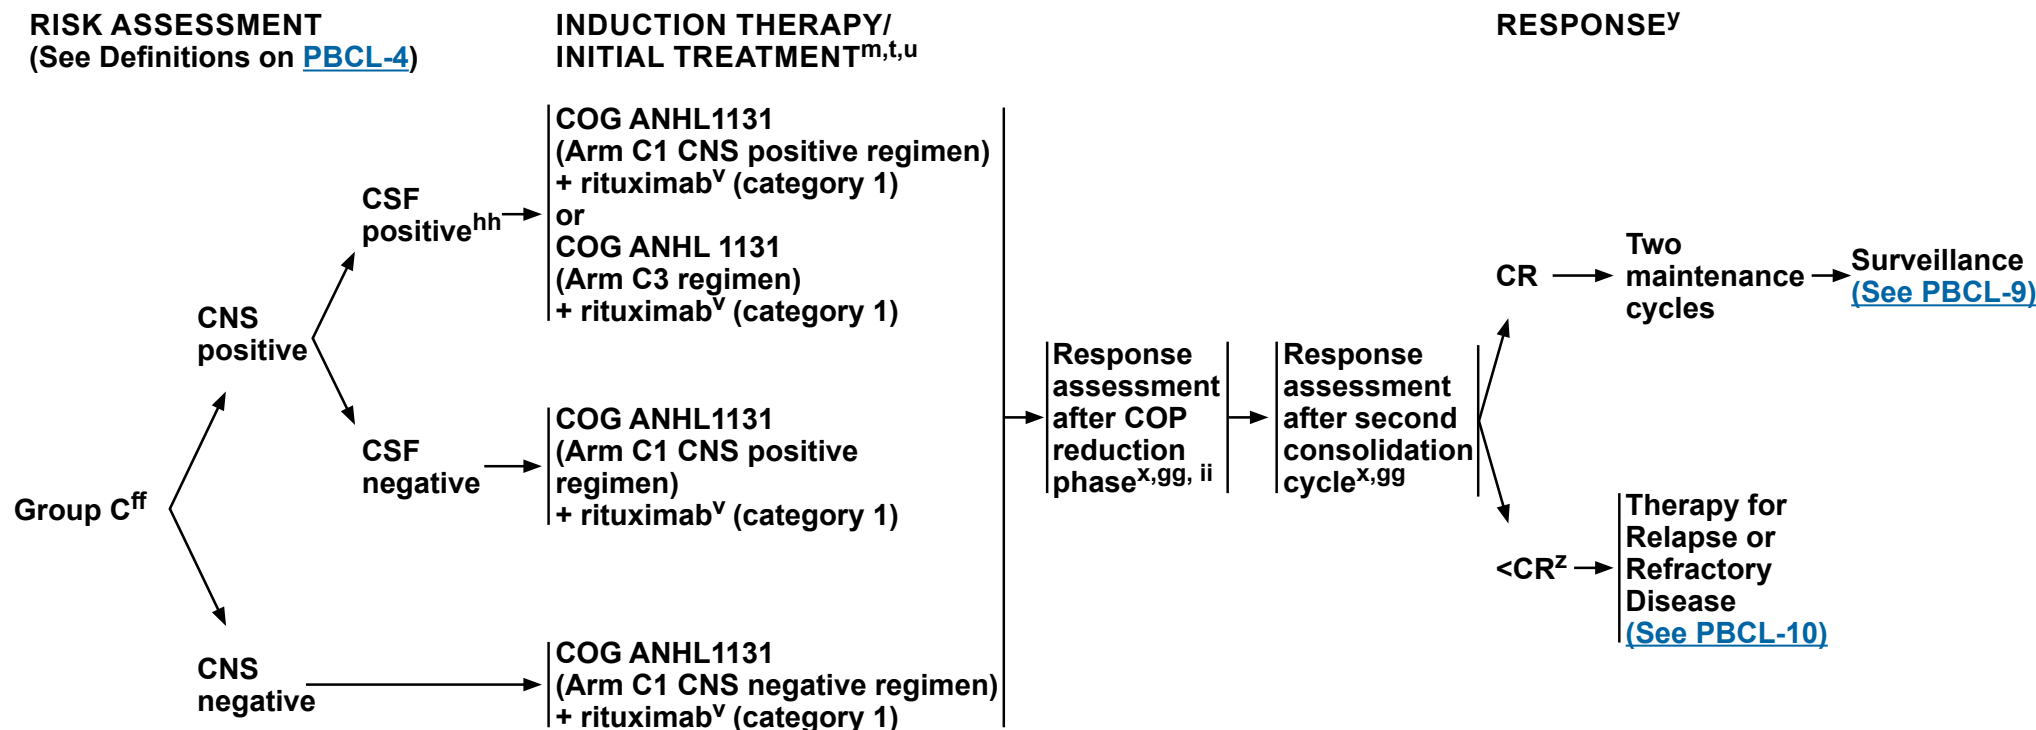 RISK ASSESSMENT
(See Definitions on PBCL-4)
INDUCTION THERAPY/
INITIAL TREATMENTm,t,u
RESPONSEy
Group Cff
CNS
positive
CSF
positivehh
COG ANHL1131
(Arm C1 CNS positive regimen)
+ rituximabv (category 1)
or
COG ANHL 1131
(Arm C3 regimen)
+ rituximabv (category 1)
CSF
negative
COG ANHL1131
(Arm C1 CNS positive
regimen)
+ rituximabv (category 1)
CNS
negative
COG ANHL1131
(Arm C1 CNS negative regimen)
+ rituximabv (category 1)
Response
assessment
after COP
reduction
phasex,gg, ii
Response
assessment
after second
consolidation
cyclex,gg
CR
Two
maintenance
cycles
Surveillance
(See PBCL-9)
<CRz
Therapy for
Relapse or
Refractory
Disease
(See PBCL-10)